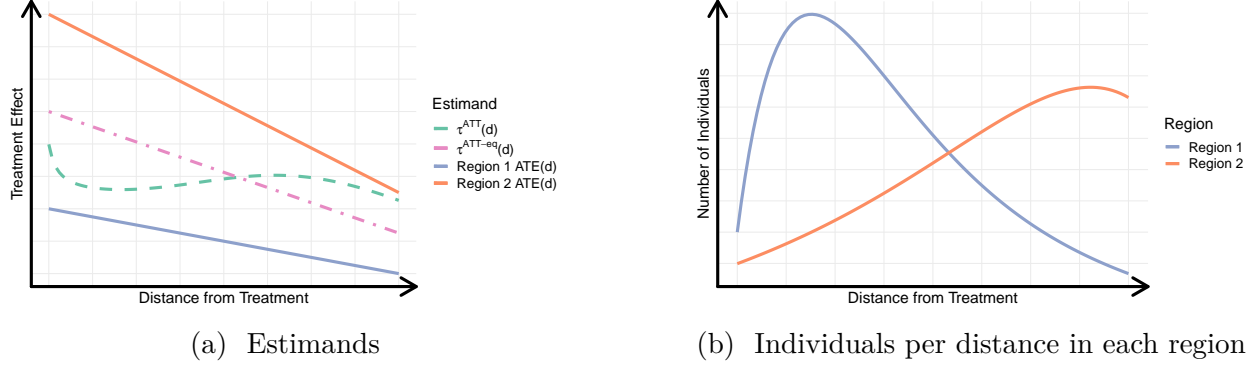 Treatment Effect
Distance from Treatment
Estimand
τ^ATT(d)
τ^ATT−eq(d)
Region 1 ATE(d)
Region 2 ATE(d)
(a) Estimands
Number of Individuals
Distance from Treatment
Region
Region 1
Region 2
(b) Individuals per distance in each region